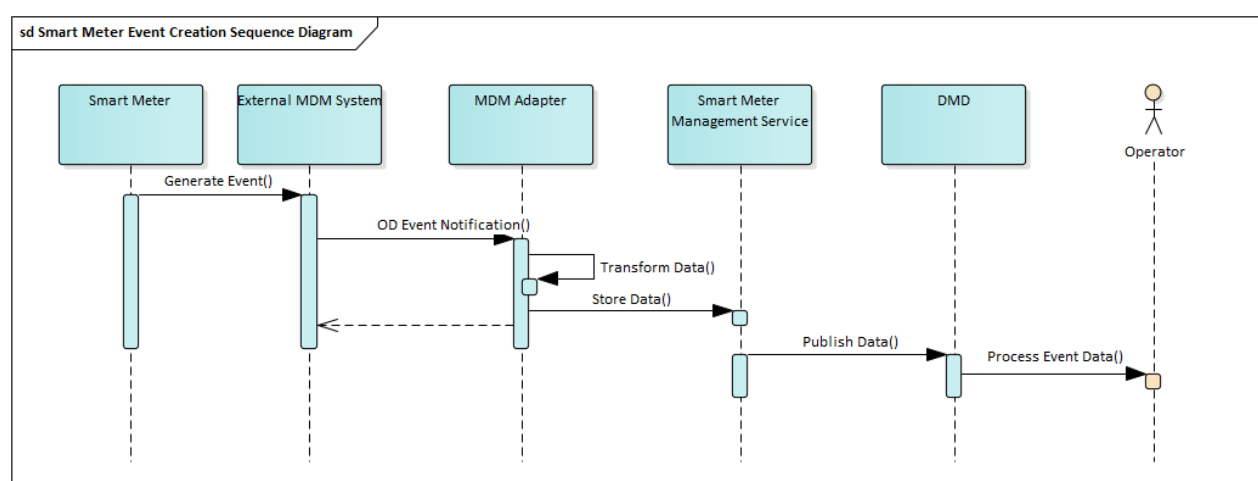 sd Smart Meter Event Creation Sequence Diagram
Smart Meter
External MDM System
MDM Adapter
Smart Meter
Management Service
DMD
Operator
Generate Event()
OD Event Notification()
Transform Data()
Store Data()
Publish Data()
Process Event Data()